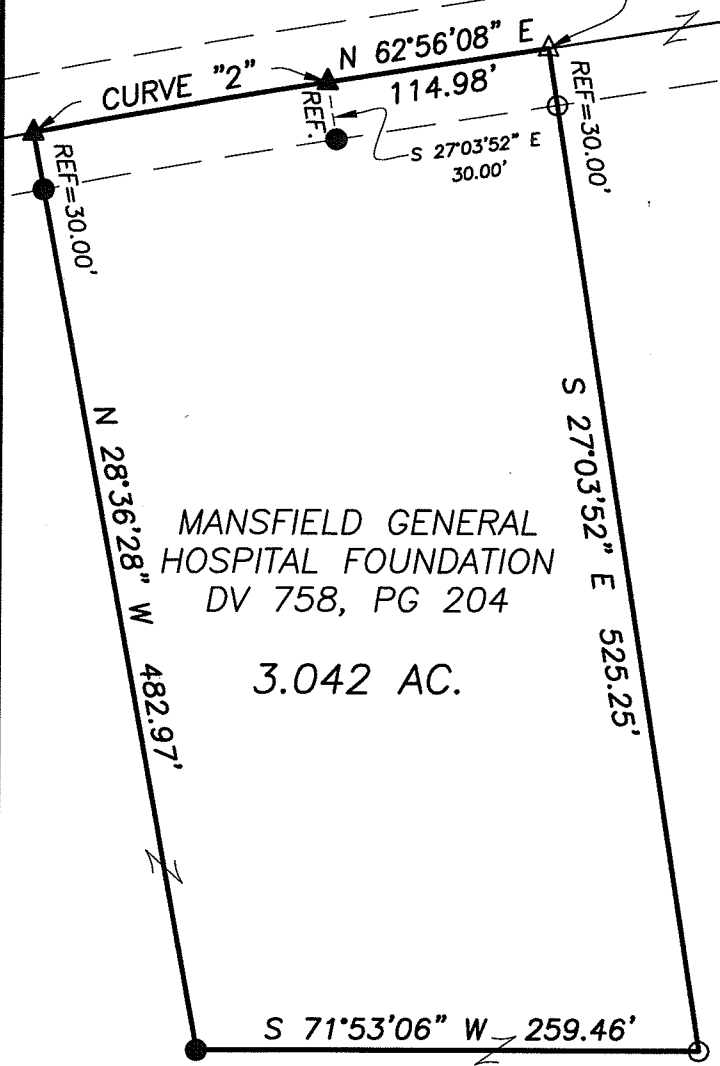 CURVE "2"
N 62°56'08" E
114.98'
REF.
S 27°03'52" E
30.00'
REF=30.00'
REF=30.00'
N 28°36'28" W 482.97'
S 27°03'52" E 525.25'
MANSFIELD GENERAL
HOSPITAL FOUNDATION
DV 758, PG 204
3.042 AC.
S 71°53'06" W 259.46'